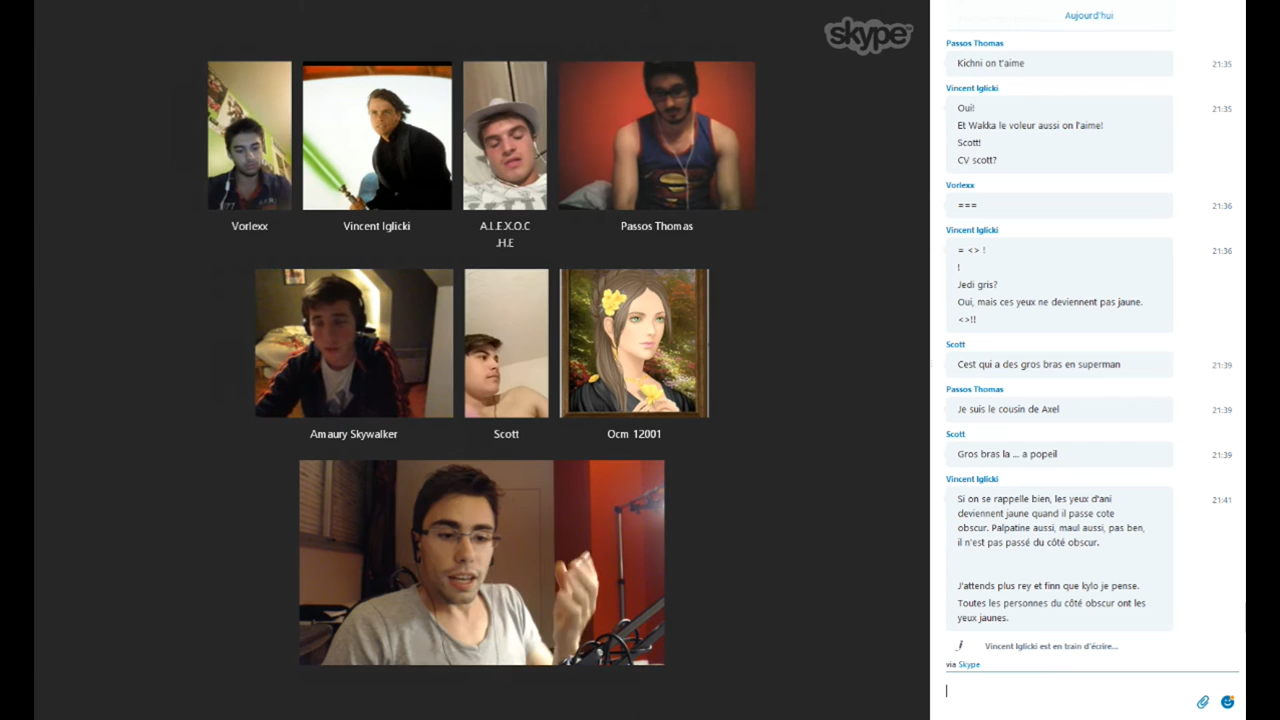 skype
Vorlexx
Vincent Iglicki
A.L.E.X.O.C
.H.E
Passos Thomas
Amaury Skywalker
Scott
Ocm 12001
Aujourd'hui
Passos Thomas
Kichni on t'aime
21:35
Vincent Iglicki
Oui!
21:35
Et Wakka le voleur aussi on l'aime!
Scott!
CV scott?
Vorlexx
===
21:36
Vincent Iglicki
= <> !
21:36
!
Jedi gris?
Oui, mais ces yeux ne deviennent pas jaune.
<>!!
Scott
Cest qui a des gros bras en superman
21:39
Passos Thomas
Je suis le cousin de Axel
21:39
Scott
Gros bras la ... a popeil
21:39
Vincent Iglicki
Si on se rappelle bien, les yeux d'ani
21:41
deviennent jaune quand il passe cote
obscur. Palpatine aussi, maul aussi, pas ben,
il n'est pas passé du côté obscur.
J'attends plus rey et finn que kylo je pense.
Toutes les personnes du côté obscur ont les
yeux jaunes.
Vincent Iglicki est en train d'écrire...
via Skype